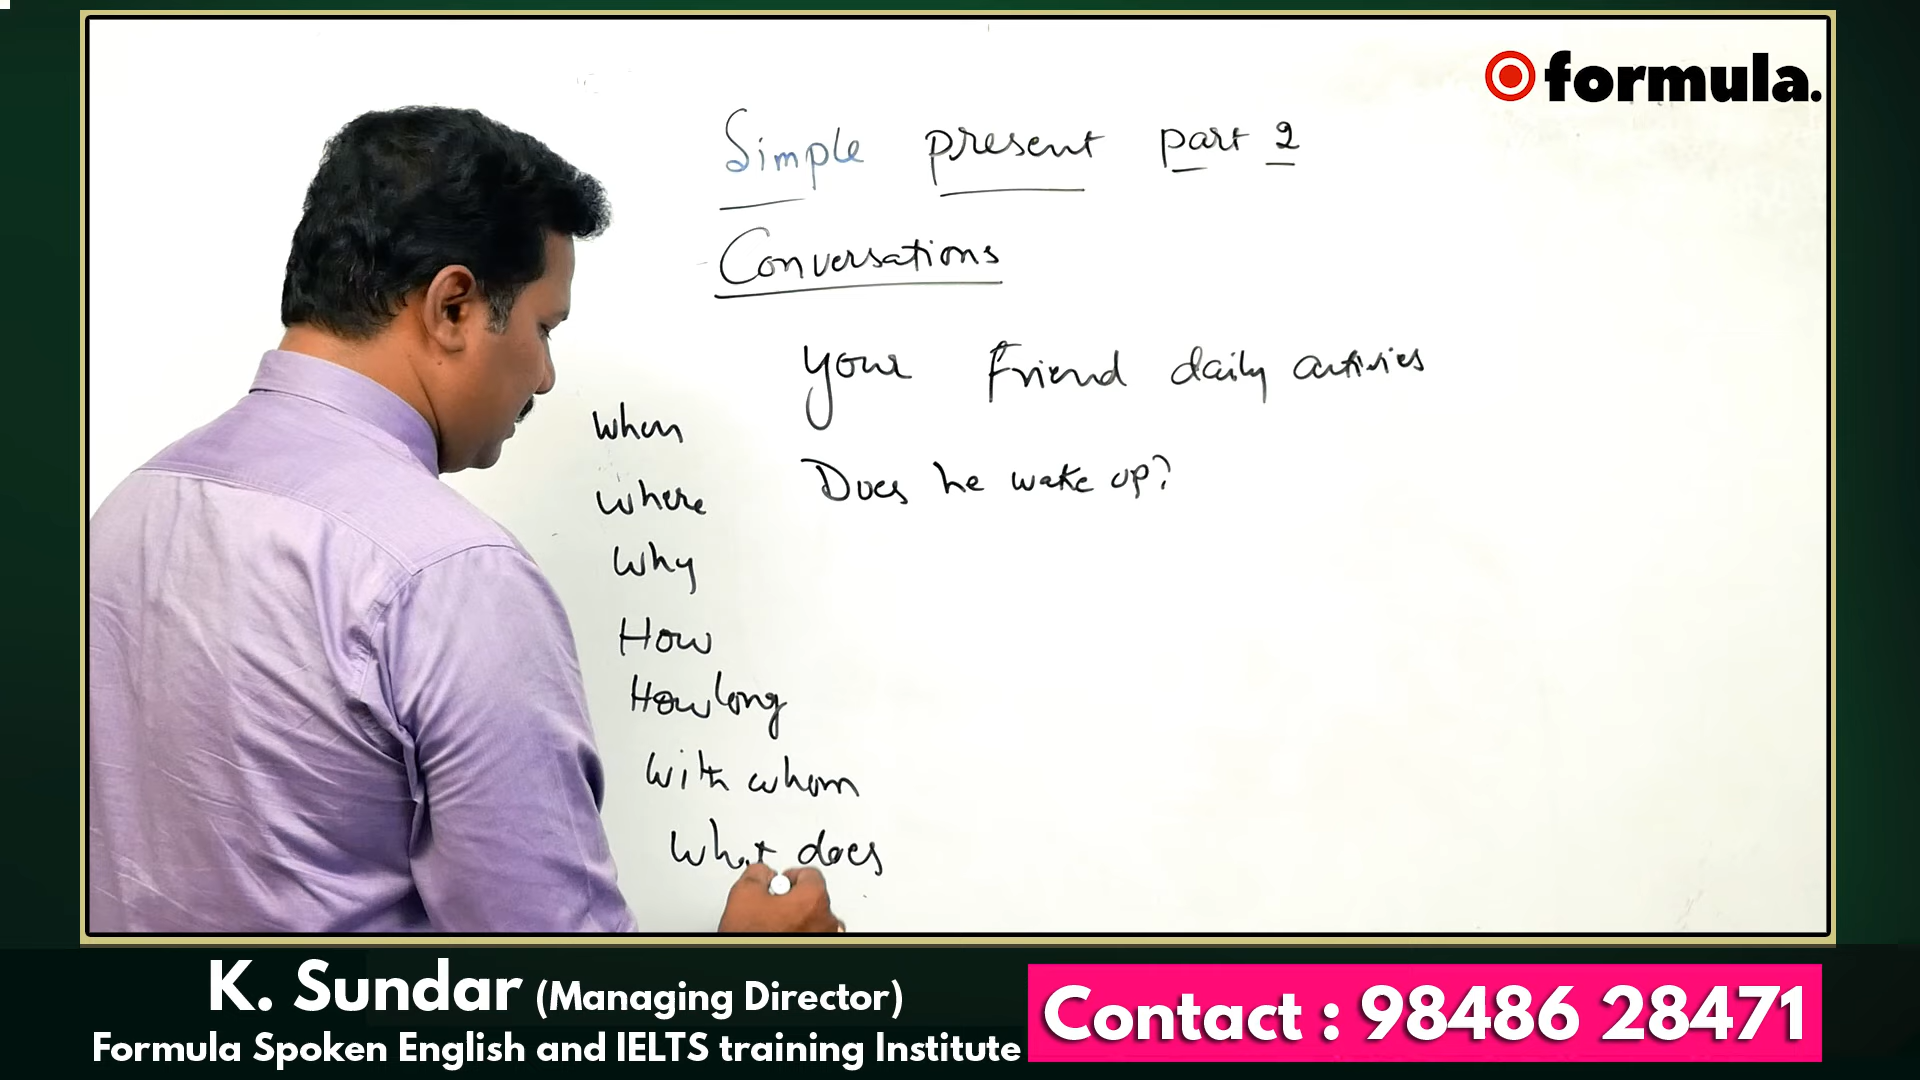 formula.
Simple present part 2
Conversations
your Friend daily activities
When
Does he wake up?
Where
Why
How
How long
With whom
What does
K. Sundar (Managing Director)
Formula Spoken English and IELTS training Institute
Contact : 98486 28471